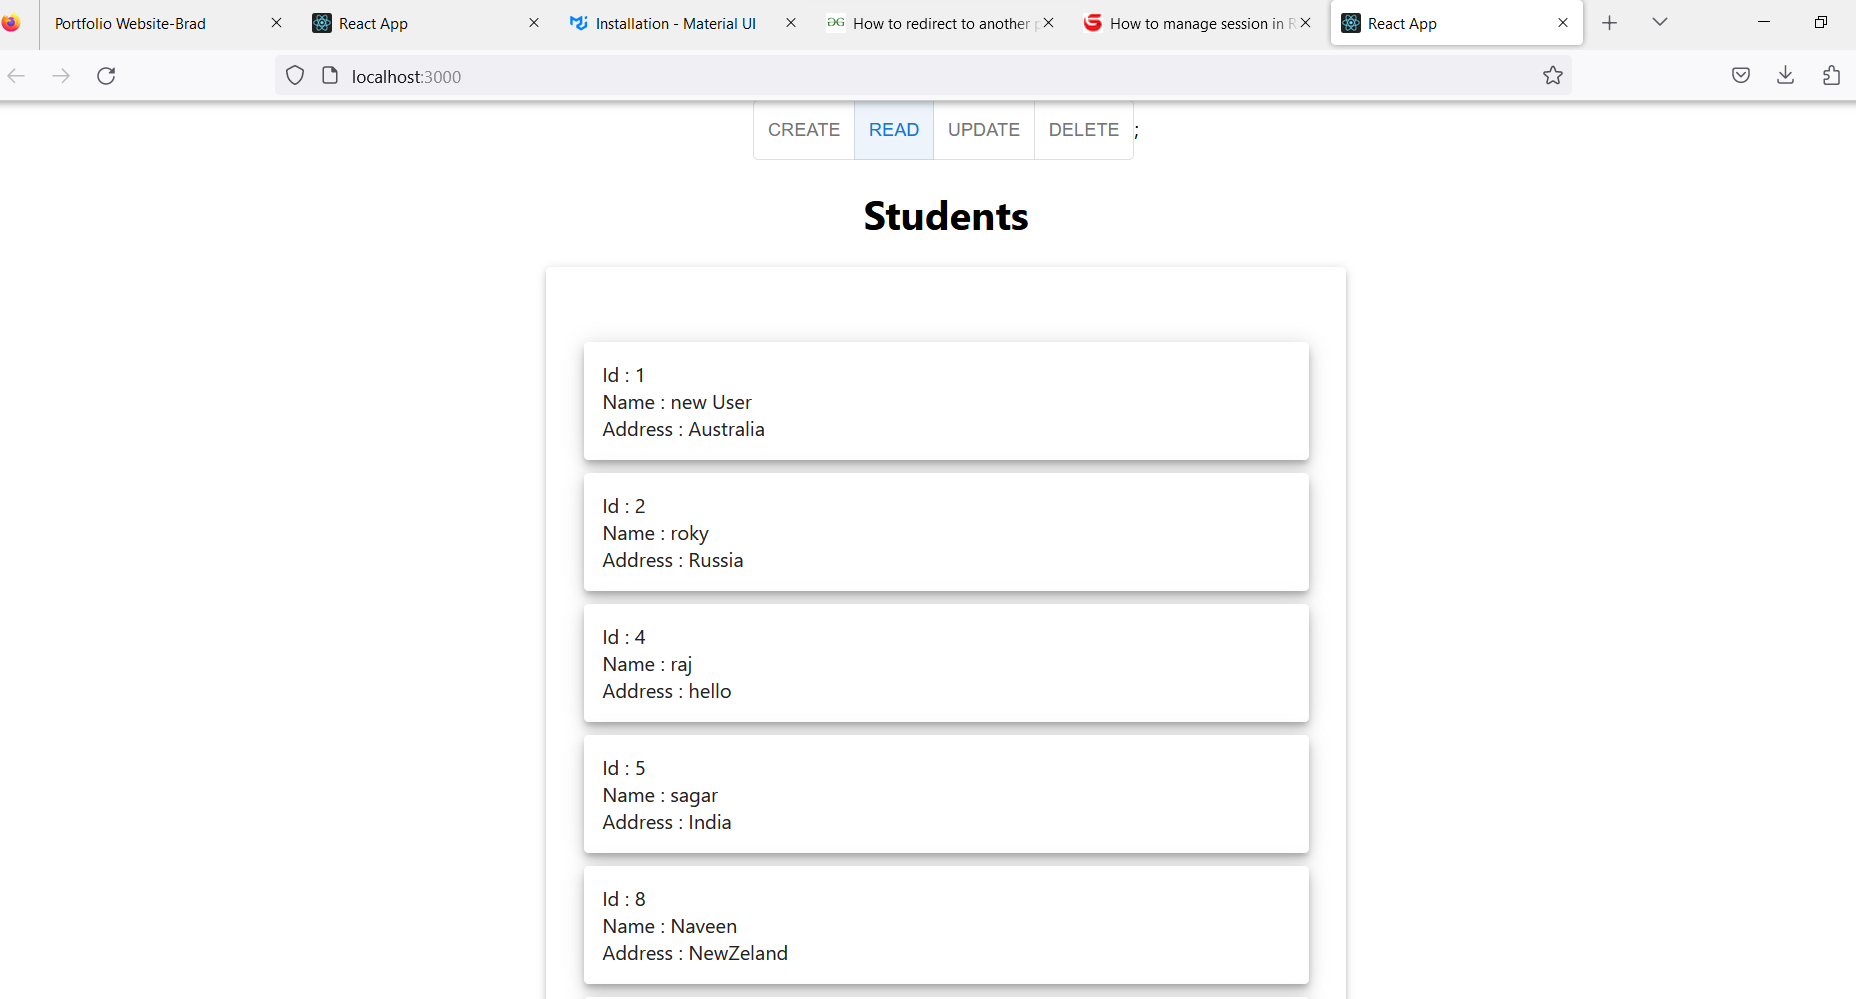 Portfolio Website-Brad
React App
Installation - Material UI
How to redirect to another p
How to manage session in R
React App
localhost:3000
CREATE READ UPDATE DELETE ;
Students
Id : 1
Name : new User
Address : Australia
Id : 2
Name : roky
Address : Russia
Id : 4
Name : raj
Address : hello
Id : 5
Name : sagar
Address : India
Id : 8
Name : Naveen
Address : NewZeland